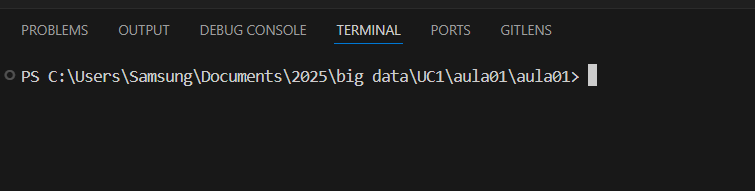 PROBLEMS OUTPUT DEBUG CONSOLE TERMINAL PORTS GITLENS
PS C:\Users\Samsung\Documents\2025\big data\UC1\aula01\aula01>